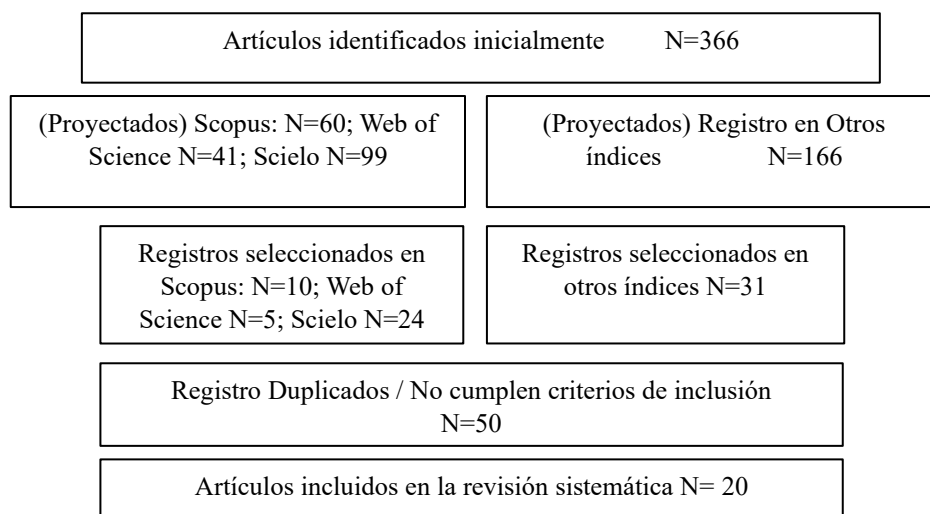 Artículos identificados inicialmente N=366
(Proyectados) Scopus: N=60; Web of
Science N=41; Scielo N=99
(Proyectados) Registro en Otros
índices N=166
Registros seleccionados en
Scopus: N=10; Web of
Science N=5; Scielo N=24
Registros seleccionados en
otros índices N=31
Registro Duplicados / No cumplen criterios de inclusión
N=50
Artículos incluidos en la revisión sistemática N= 20